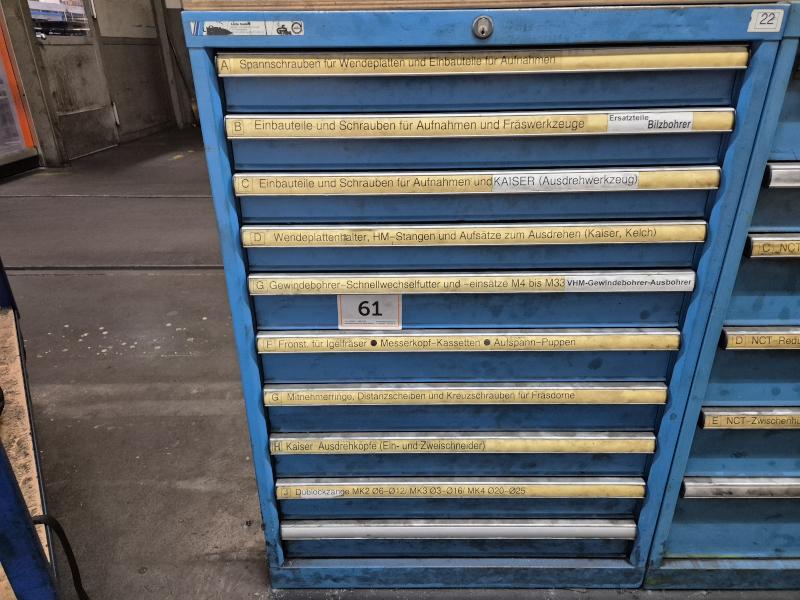 22
A Spannschrauben für Wendeplatten und Einbauteile für Aufnahmen
B Einbauteile und Schrauben für Aufnahmen und Fräswerkzeuge Ersatzteile Bilzbohrer
C Einbauteile und Schrauben für Aufnahmen und KAISER (Ausdrehwerkzeug)
D Wendeplattenhalter, HM-Stangen und Aufsätze zum Ausdrehen (Kaiser, Kelch)
G Gewindebohrer-Schnellwechselfutter und -einsätze M4 bis M33 VHM-Gewindebohrer-Ausbohrer
61
F Fronst. für Igelfräser ● Messerkopf-Kassetten ● Aufspann-Puppen
G Mitnehmerringe, Distanzscheiben und Kreuzschrauben für Fräsdorne
H Kaiser Ausdrehköpfe (Ein- und Zweischneider)
J Dublockzange MK2 Ø6-Ø12/ MK3 Ø3-Ø16/ MK4 Ø20-Ø25
C NCT
D NCT-Redu
E NCT-Zwischenhü